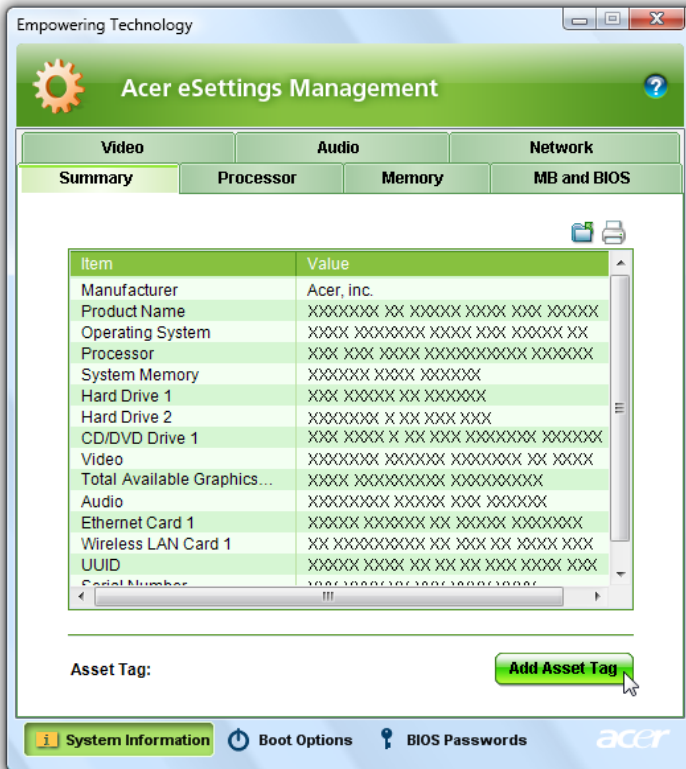 Empowering Technology
Acer eSettings Management
Video Audio Network
Summary Processor Memory MB and BIOS
Item Value
Manufacturer Acer, inc.
Product Name XXXXXXX XX XXXXX XXXX XXX XXXXX
Operating System XXXX XXXXXXX XXXX XXX XXXXX XX
Processor XXX XXX XXXX XXXXXXXXXX XXXXXX
System Memory XXXXXX XXXX XXXXXX
Hard Drive 1 XXX XXXXX XX XXXXXX
Hard Drive 2 XXXXXXX X XX XXX XXX
CD/DVD Drive 1 XXX XXXX X XX XXX XXXXXXX XXXXXX
Video XXXXXXXX XXXXXX XXXXXXX XX XXXX
Total Available Graphics... XXXX XXXXXXXXXX XXXXXXXXX
Audio XXXXXXXX XXXXX XXX XXXXXX
Ethernet Card 1 XXXXX XXXXXX XX XXXXX XXXXXXX
Wireless LAN Card 1 XX XXXXXXXXXX XX XXX XX XXXX XXX
UUID XXXXX XXXX XX XX XX XXX XXXX XXX
Serial Number
Asset Tag: Add Asset Tag
System Information Boot Options BIOS Passwords acer